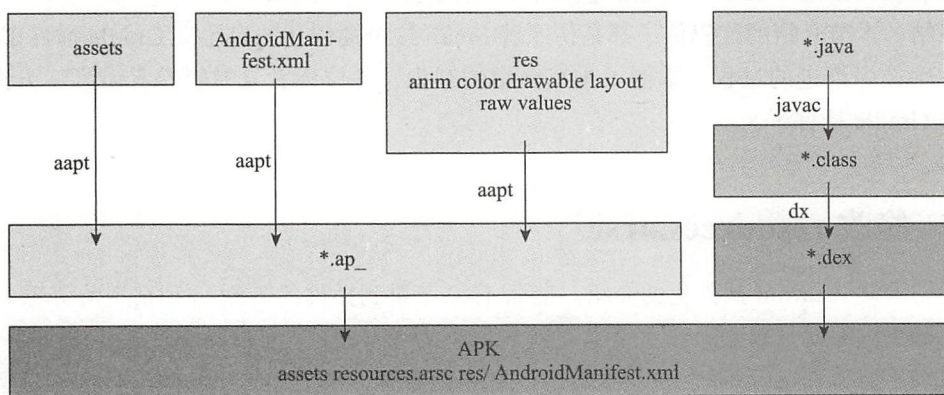 assets
AndroidMani-
fest.xml
res
anim color drawable layout
raw values
*.java
javac
*.class
aapt
aapt
aapt
dx
*.ap_
*.dex
APK
assets resources.arsc res/ AndroidManifest.xml